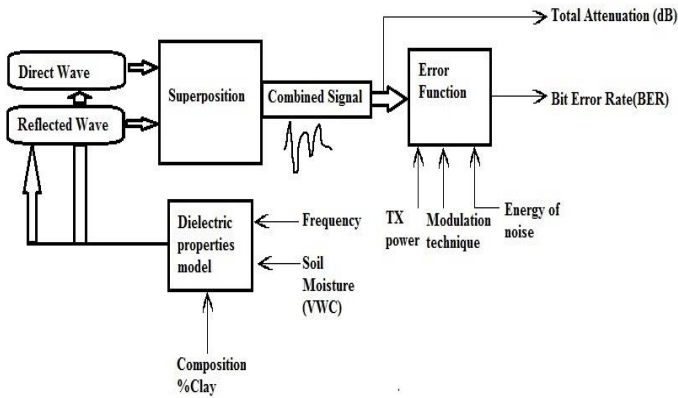 Total Attenuation (dB)
Direct Wave
Reflected Wave
Superposition
Combined Signal
Error
Function
Bit Error Rate(BER)
TX
power
Modulation
technique
Energy of
noise
Dielectric
properties
model
Frequency
Soil
Moisture
(VWC)
Composition
%Clay